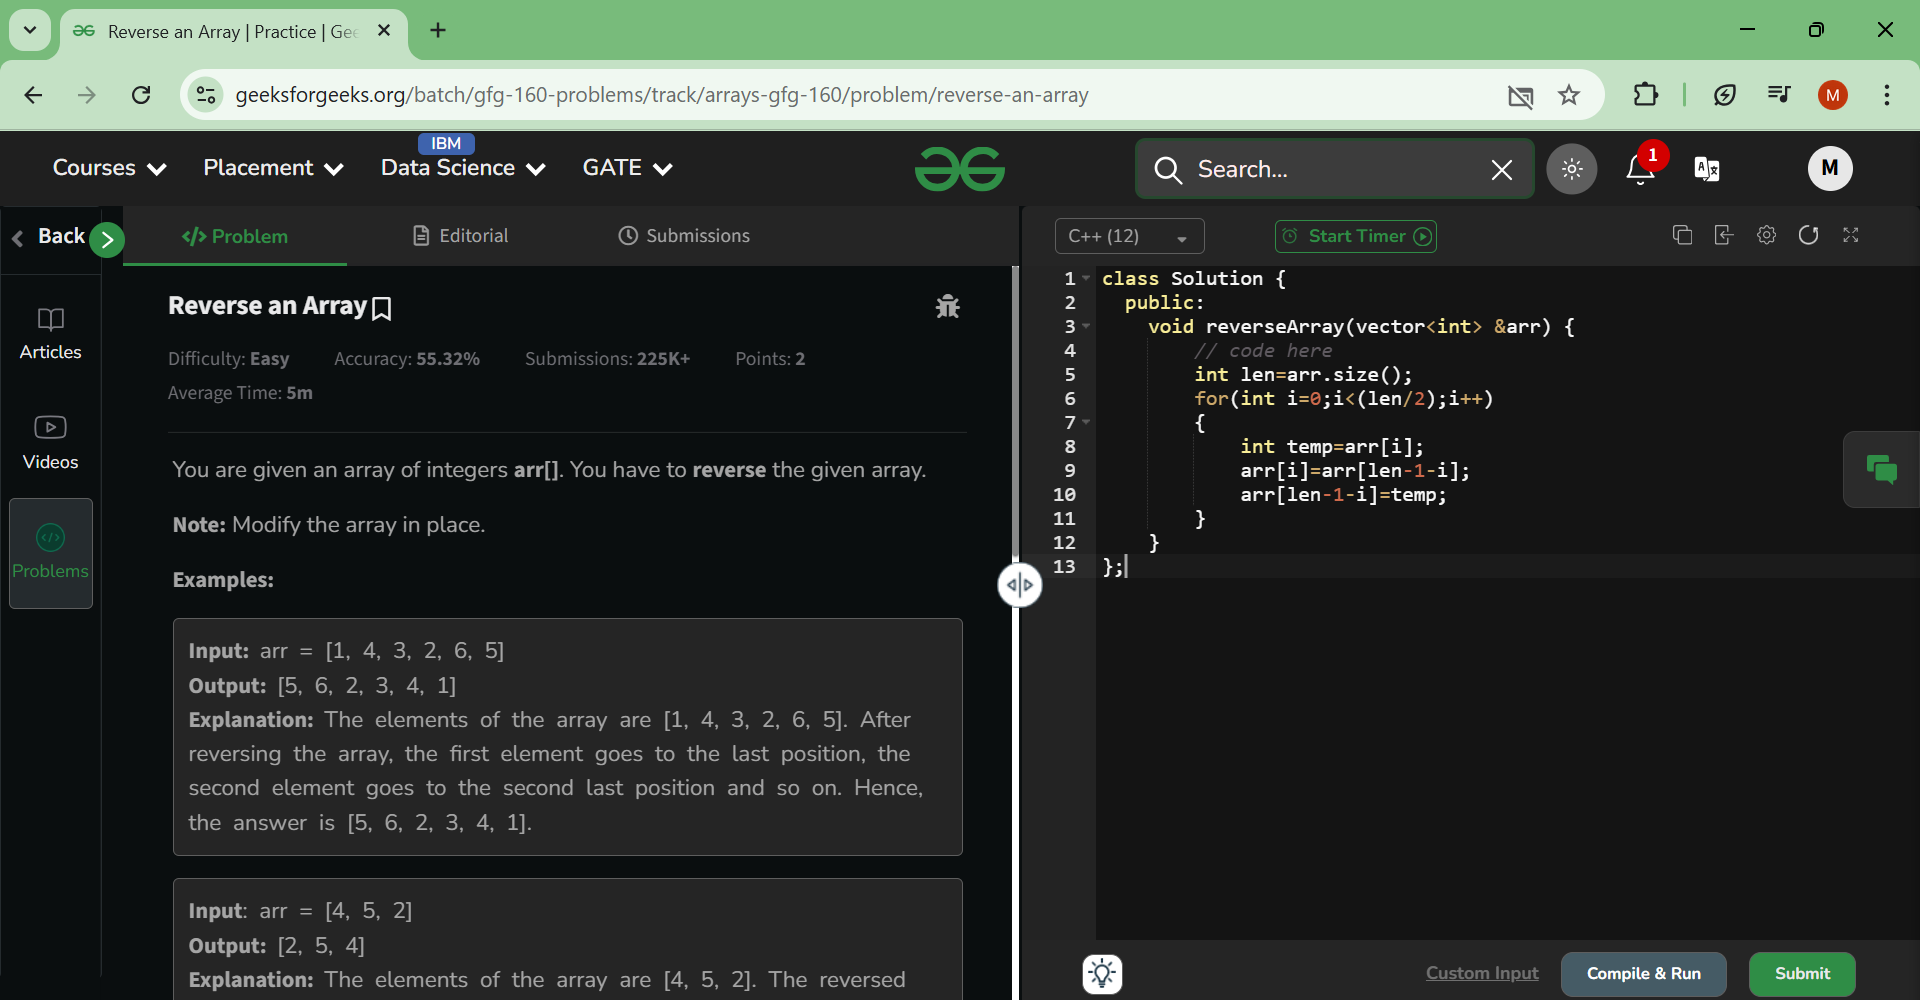 Reverse an Array | Practice | Gee
geeksforgeeks.org/batch/gfg-160-problems/track/arrays-gfg-160/problem/reverse-an-array
M
IBM
Courses Placement Data Science GATE
Search...
1
M
Back
Problem Editorial Submissions
C++ (12)
Start Timer
Articles
Videos
Problems
Reverse an Array
Difficulty: Easy Accuracy: 55.32% Submissions: 225K+ Points: 2
Average Time: 5m
You are given an array of integers arr[]. You have to reverse the given array.
Note: Modify the array in place.
Examples:
Input: arr = [1, 4, 3, 2, 6, 5]
Output: [5, 6, 2, 3, 4, 1]
Explanation: The elements of the array are [1, 4, 3, 2, 6, 5]. After
reversing the array, the first element goes to the last position, the
second element goes to the second last position and so on. Hence,
the answer is [5, 6, 2, 3, 4, 1].
Input: arr = [4, 5, 2]
Output: [2, 5, 4]
Explanation: The elements of the array are [4, 5, 2]. The reversed
1 class Solution {
2 public:
3 void reverseArray(vector<int> &arr) {
4 // code here
5 int len=arr.size();
6 for(int i=0;i<(len/2);i++)
7 {
8 int temp=arr[i];
9 arr[i]=arr[len-1-i];
10 arr[len-1-i]=temp;
11 }
12 }
13 };
Custom Input
Compile & Run
Submit